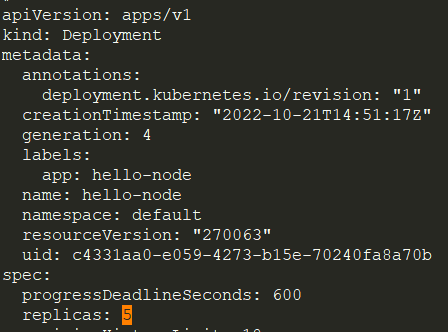 apiVersion: apps/v1
kind: Deployment
metadata:
  annotations:
    deployment.kubernetes.io/revision: "1"
  creationTimestamp: "2022-10-21T14:51:17Z"
  generation: 4
  labels:
    app: hello-node
  name: hello-node
  namespace: default
  resourceVersion: "270063"
  uid: c4331aa0-e059-4273-b15e-70240fa8a70b
spec:
  progressDeadlineSeconds: 600
  replicas: 5